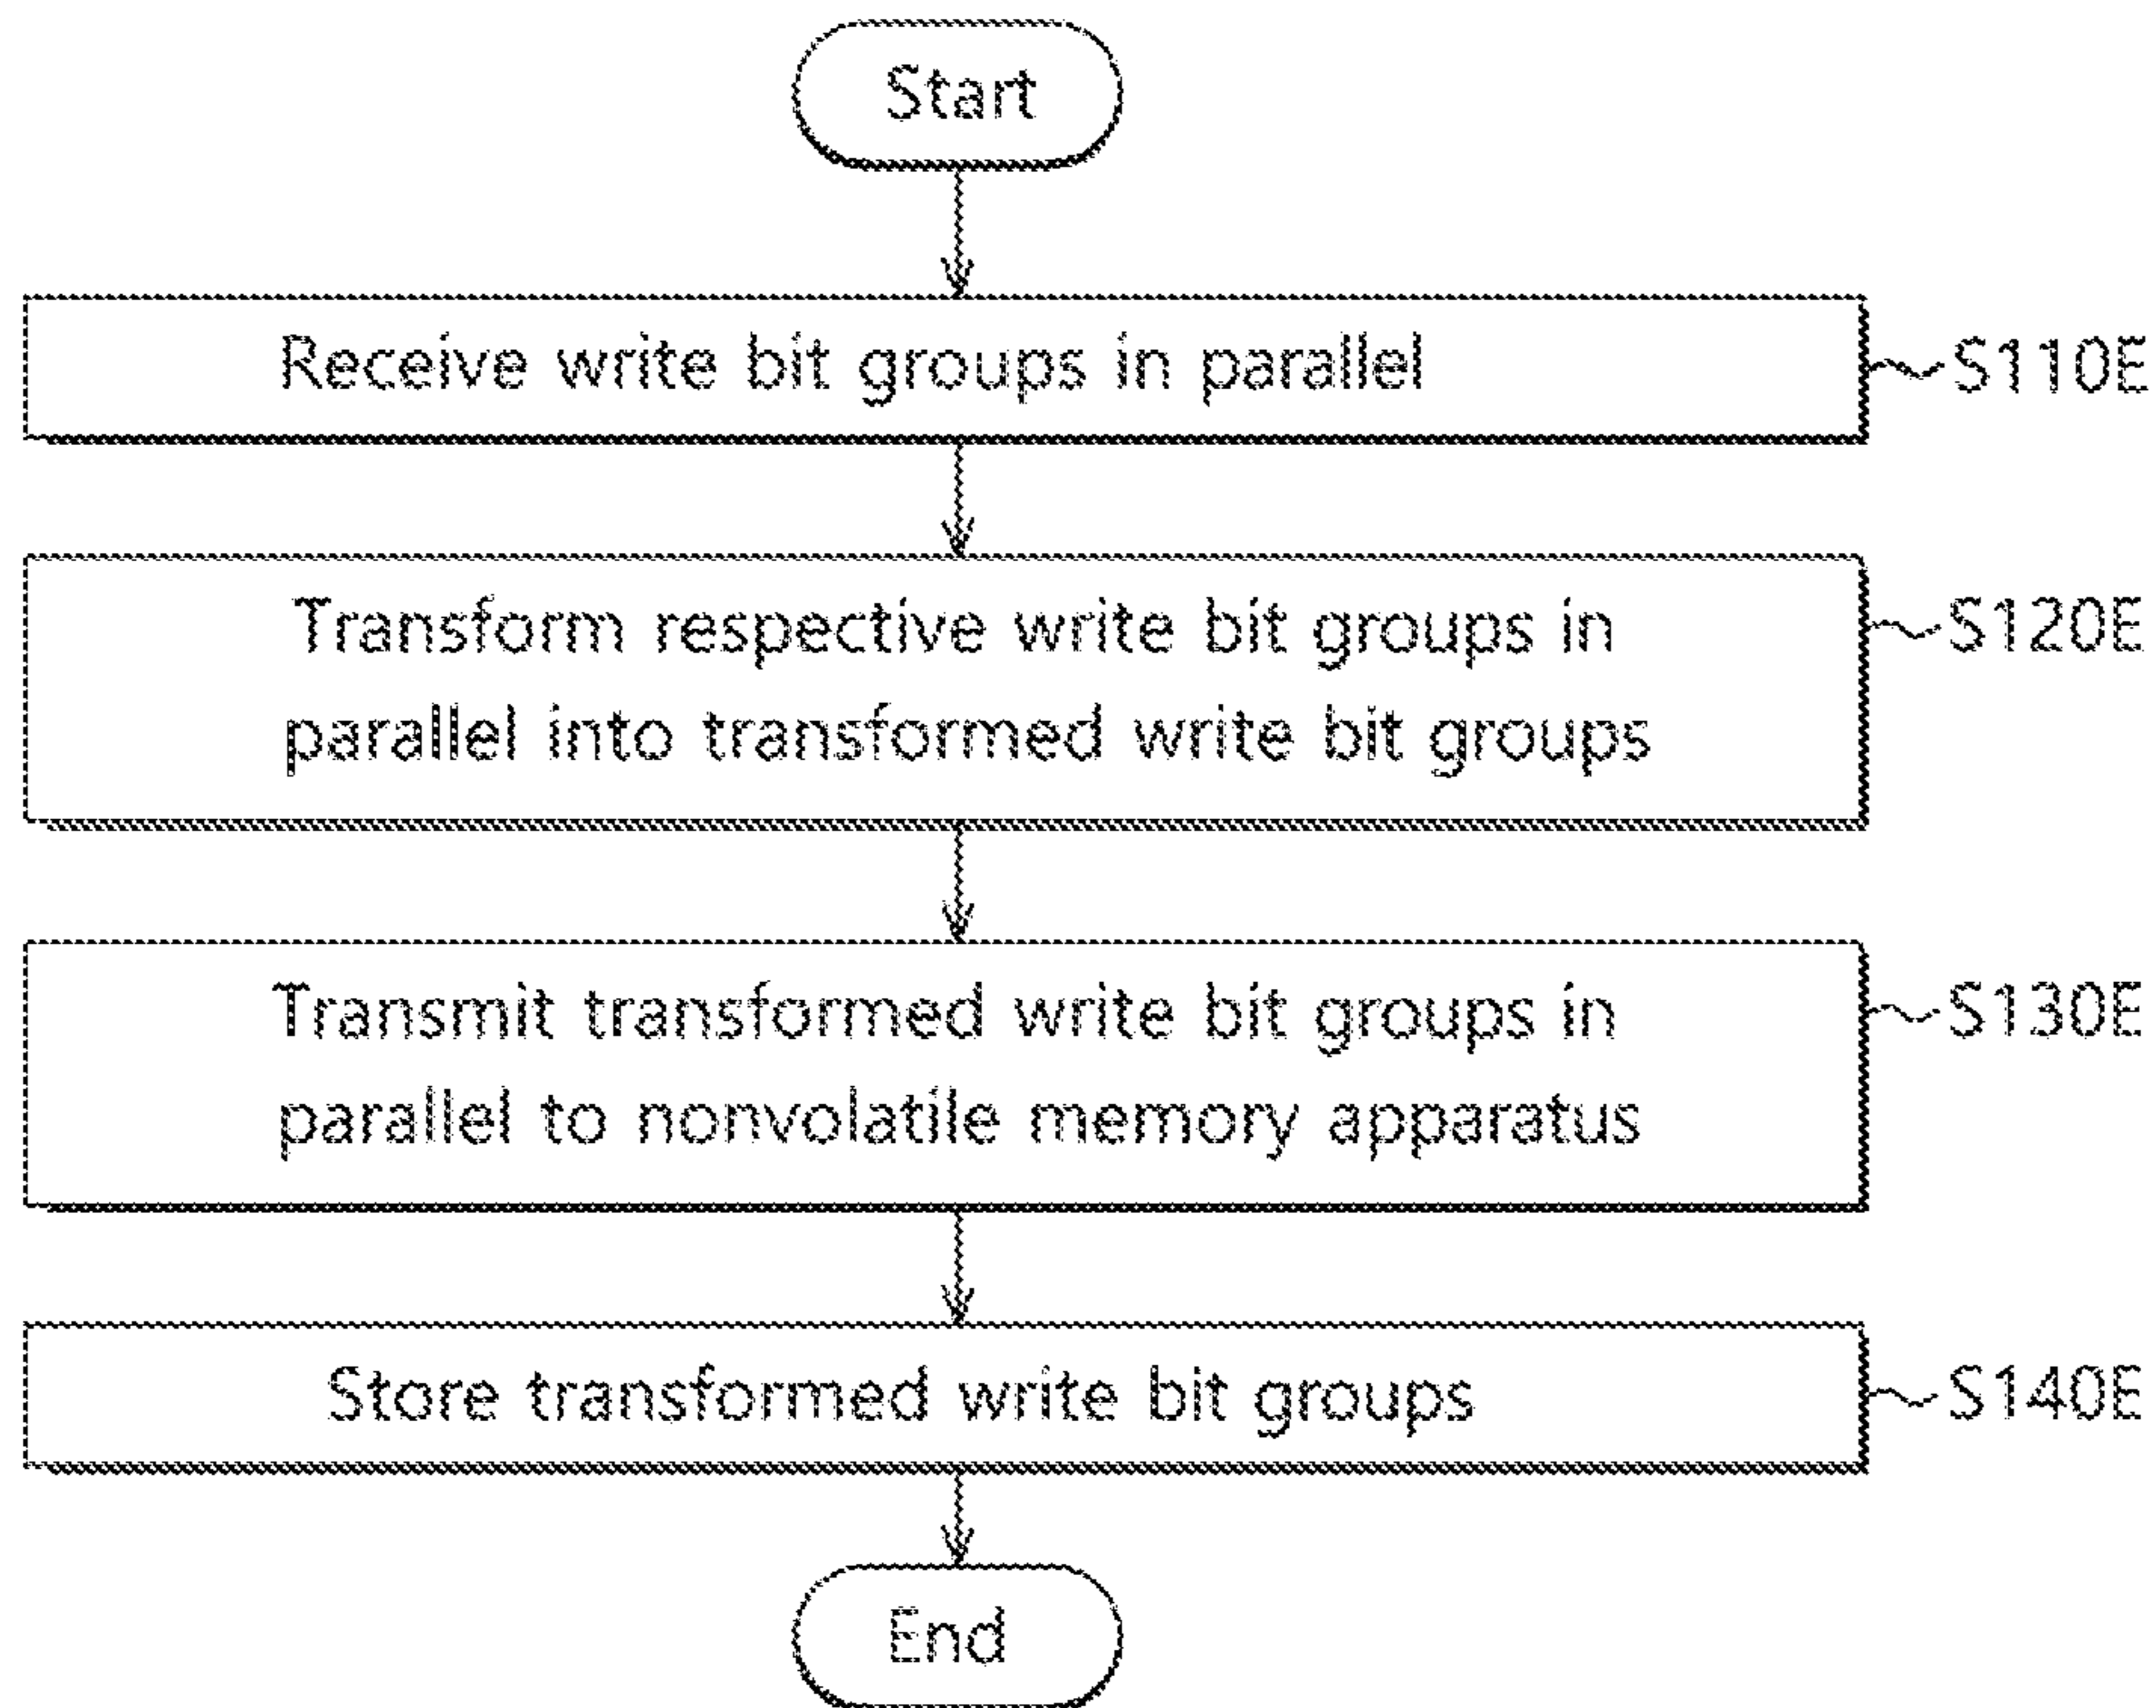 Start
Receive write bit groups in parallel
S110E
Transform respective write bit groups in
S120E
parallel into transformed write bit groups
Transmit transformed write bit groups in
S130E
parallel to nonvolatile memory apparatus
Store transformed write bit groups
S140E
End